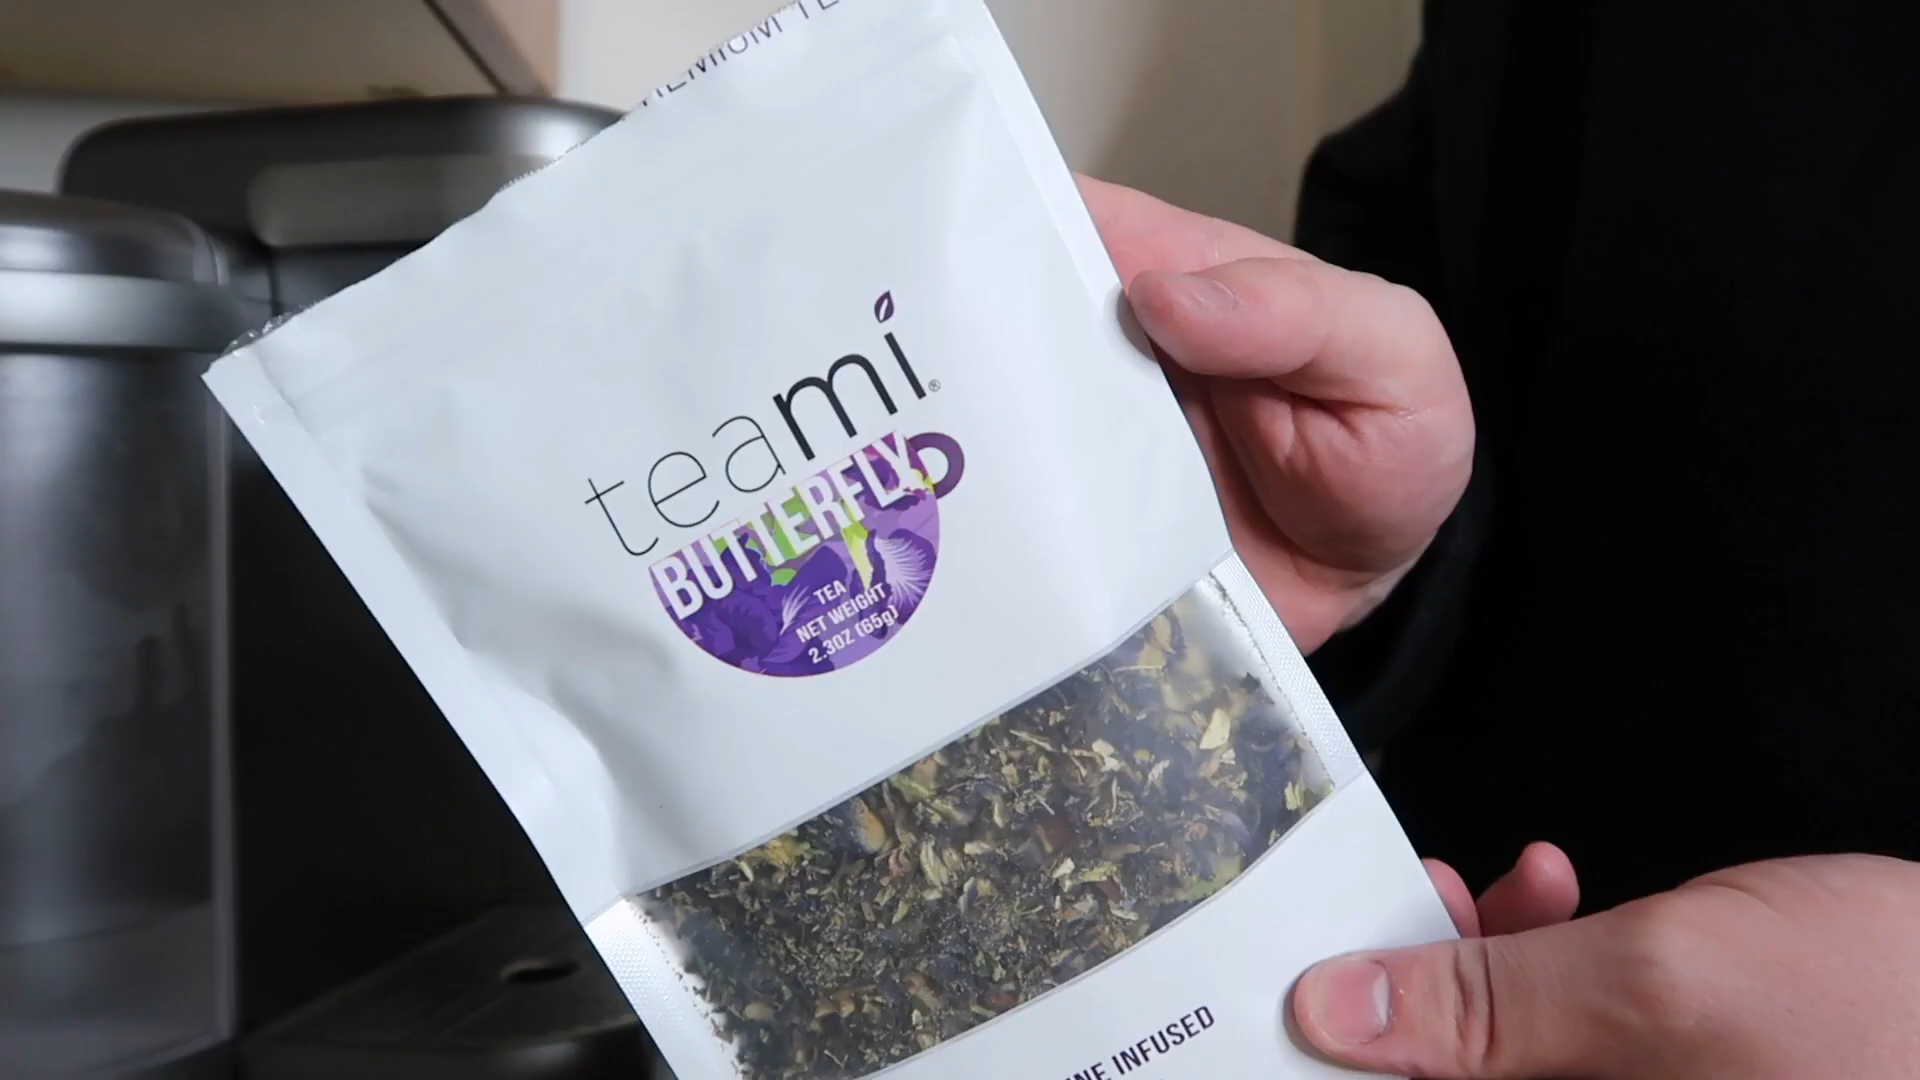 teami®
BUTTERFLY
TEA
NET WEIGHT
2.3OZ (65g)
INFUSED